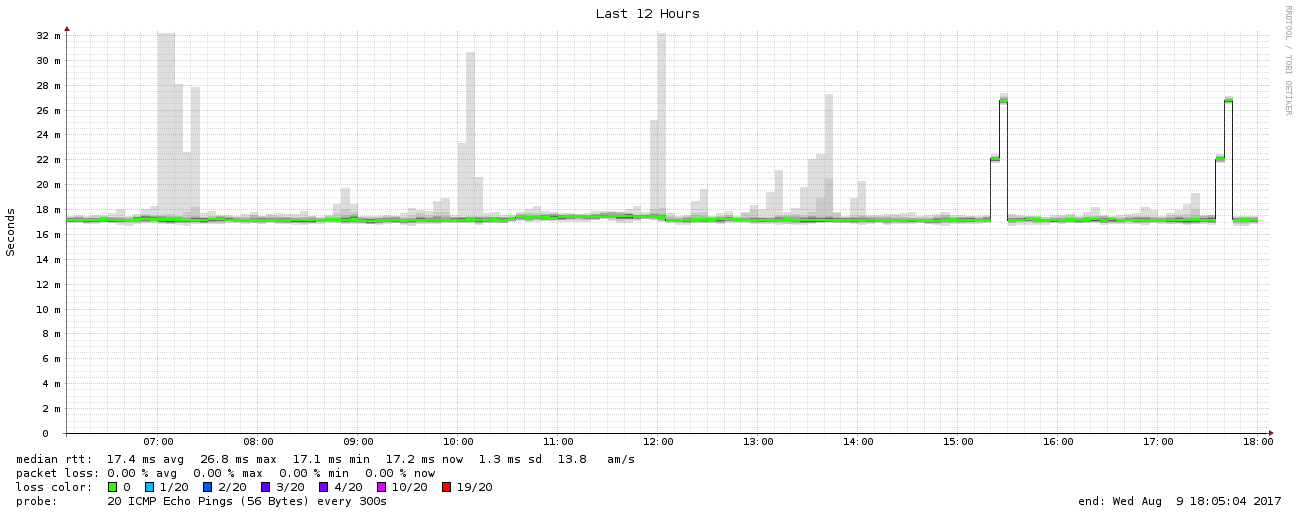 Last 12 Hours
RRDTOOL / TOBI OETIKER
Seconds
32 m
30 m
28 m
26 m
24 m
22 m
20 m
18 m
16 m
14 m
12 m
10 m
8 m
6 m
4 m
2 m
0
07:00 08:00 09:00 10:00 11:00 12:00 13:00 14:00 15:00 16:00 17:00 18:00
median rtt: 17.4 ms avg 26.8 ms max 17.1 ms min 17.2 ms now 1.3 ms sd 13.8 am/s
packet loss: 0.00 % avg 0.00 % max 0.00 % min 0.00 % now
loss color: 0 1/20 2/20 3/20 4/20 10/20 19/20
probe: 20 ICMP Echo Pings (56 Bytes) every 300s end: Wed Aug 9 18:05:04 2017